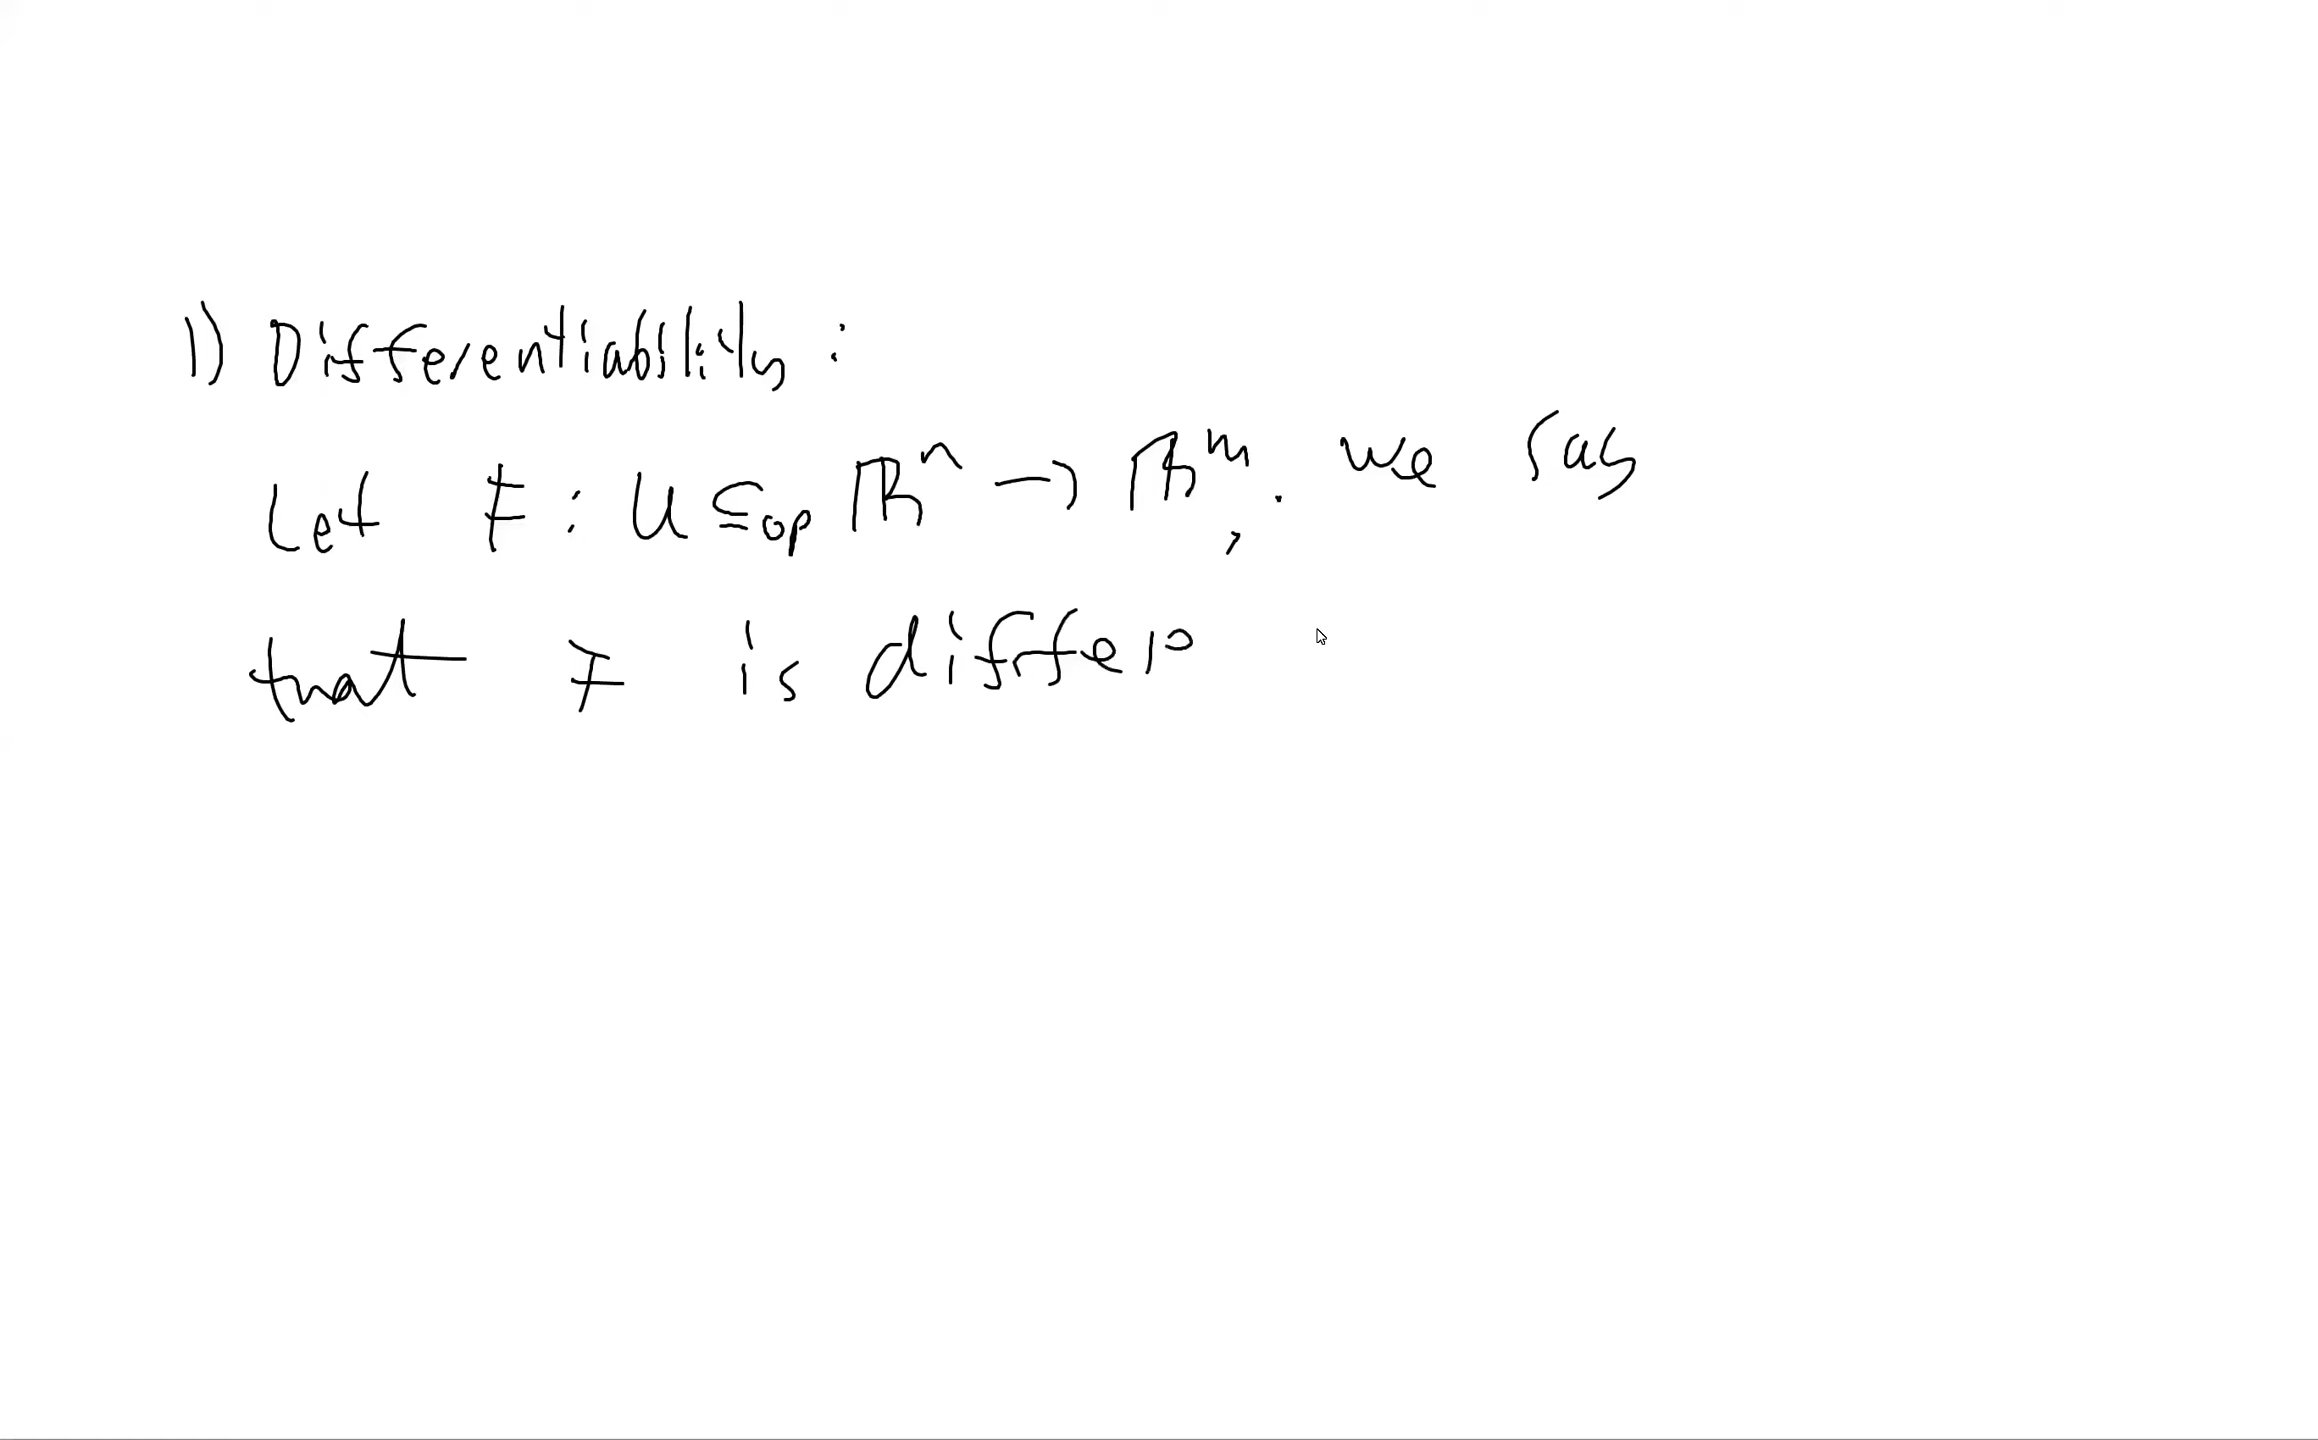 1) Differentiability :
Let F : U ⊆op ℝⁿ → ℝᵐ. we say
that F is differe